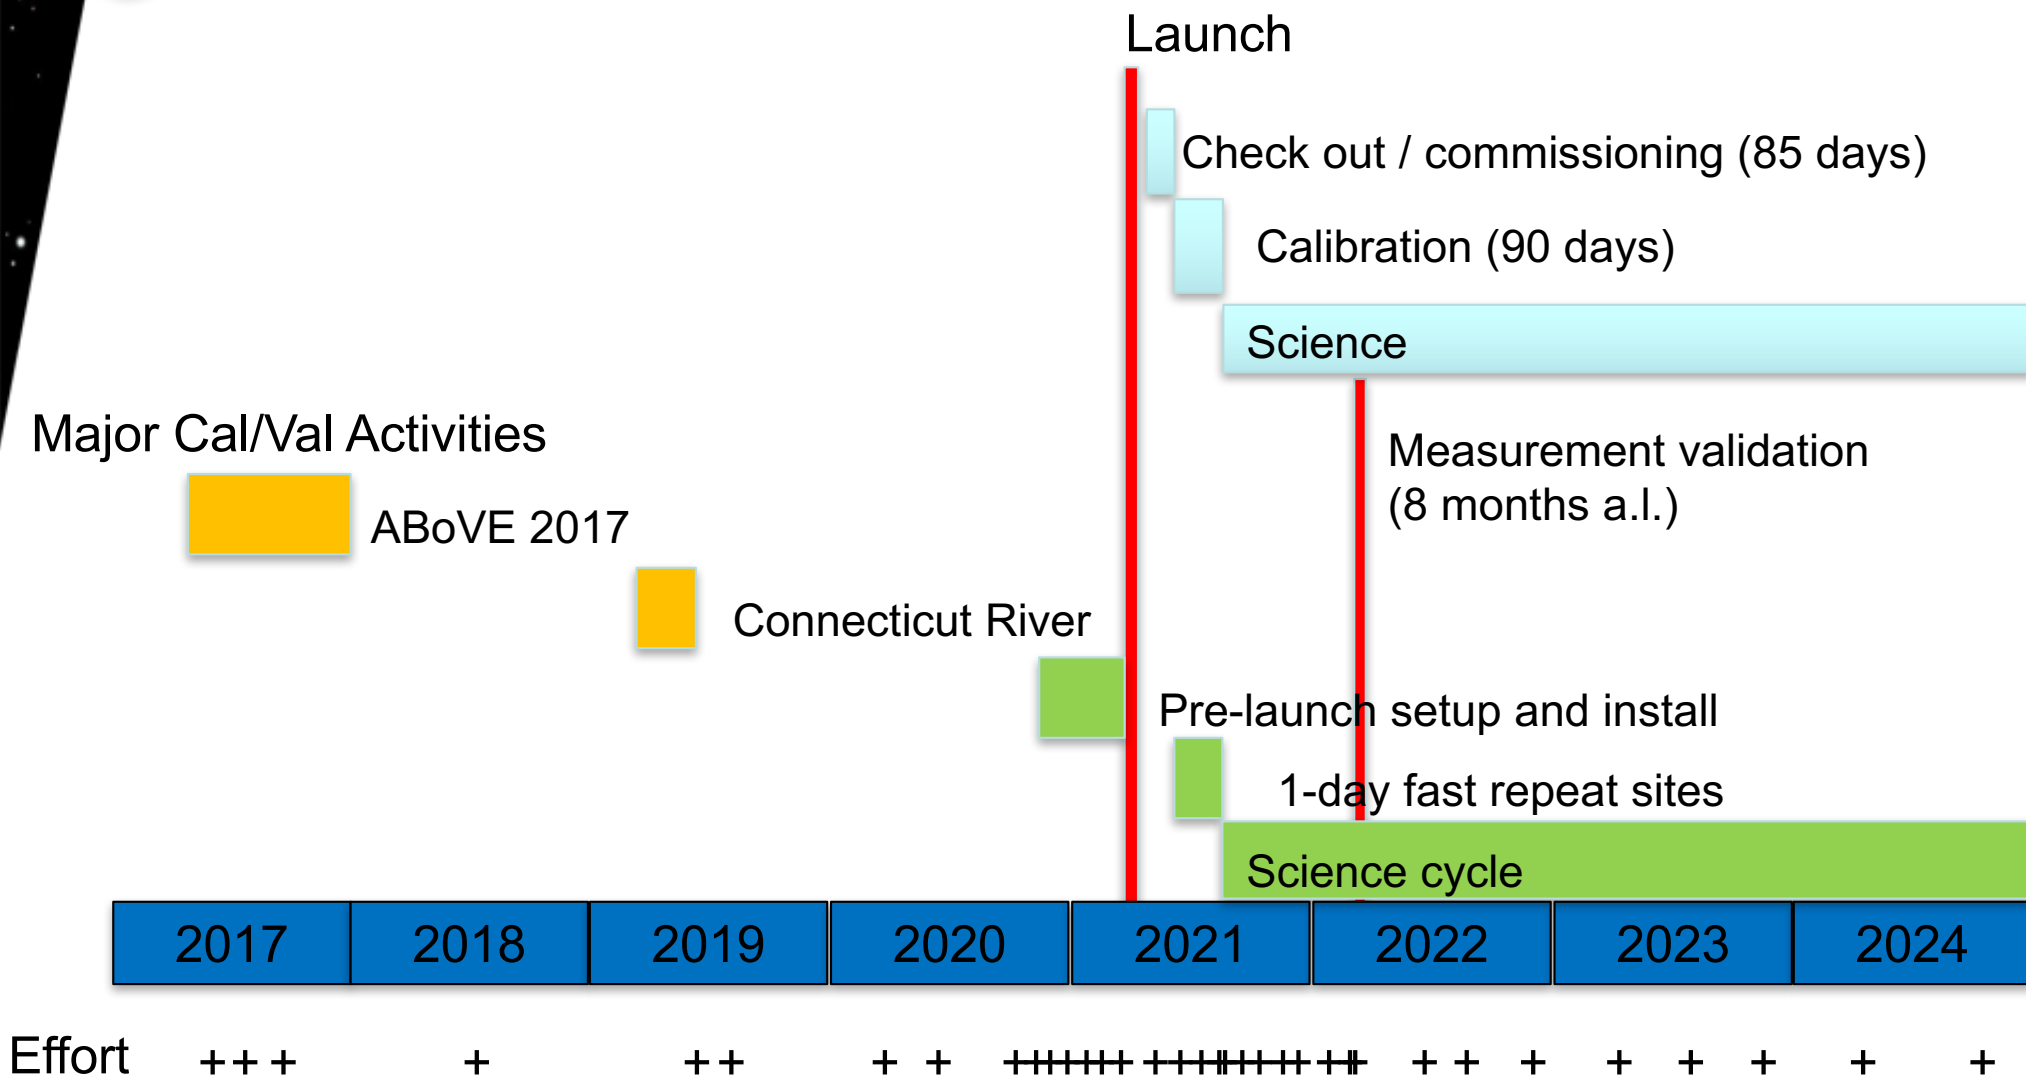 Launch
Check out / commissioning (85 days)
Calibration (90 days)
Science
Major Cal/Val Activities
Measurement validation
(8 months a.l.)
ABoVE 2017
Connecticut River
Pre-launch setup and install
1-day fast repeat sites
Science cycle
2017 2018 2019 2020 2021 2022 2023 2024
Effort + + + + + + + + +++++++ ++++++++++++ + + + + + + + +